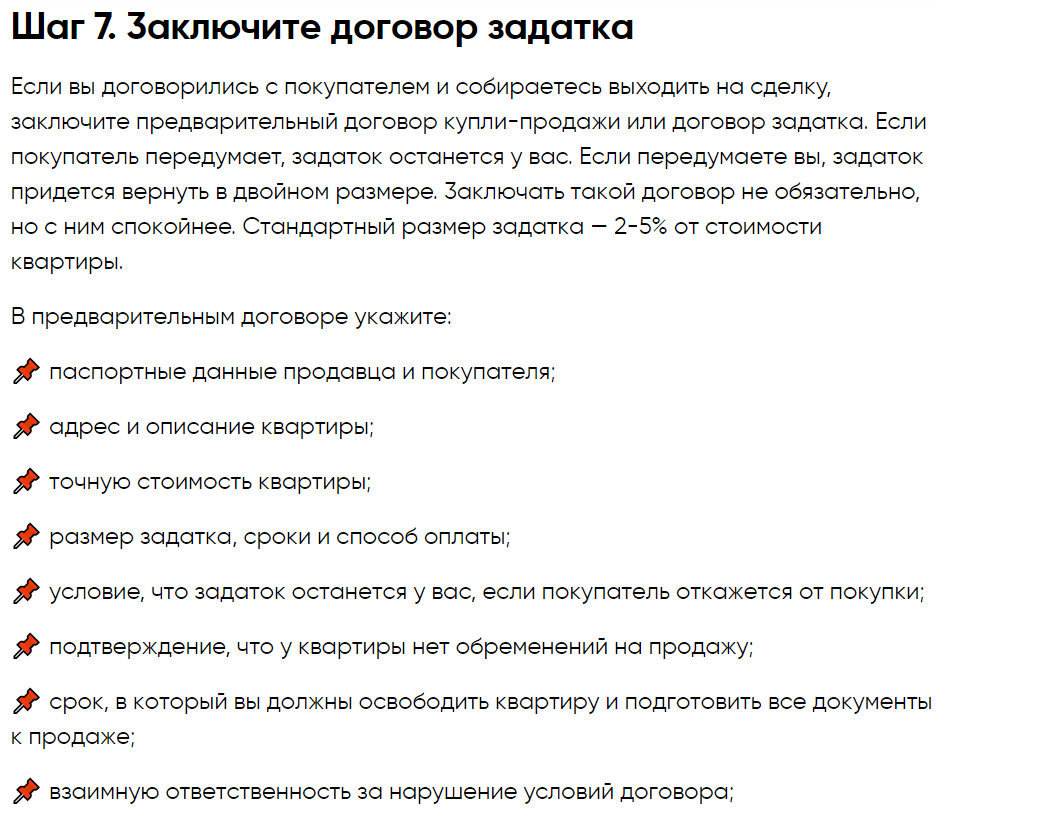 Шаг 7. Заключите договор задатка
Если вы договорились с покупателем и собираетесь выходить на сделку,
заключите предварительный договор купли-продажи или договор задатка. Если
покупатель передумает, задаток останется у вас. Если передумаете вы, задаток
придется вернуть в двойном размере. Заключать такой договор не обязательно,
но с ним спокойнее. Стандартный размер задатка — 2-5% от стоимости
квартиры.
В предварительным договоре укажите:
📌 паспортные данные продавца и покупателя;
📌 адрес и описание квартиры;
📌 точную стоимость квартиры;
📌 размер задатка, сроки и способ оплаты;
📌 условие, что задаток останется у вас, если покупатель откажется от покупки;
📌 подтверждение, что у квартиры нет обременений на продажу;
📌 срок, в который вы должны освободить квартиру и подготовить все документы
к продаже;
📌 взаимную ответственность за нарушение условий договора;